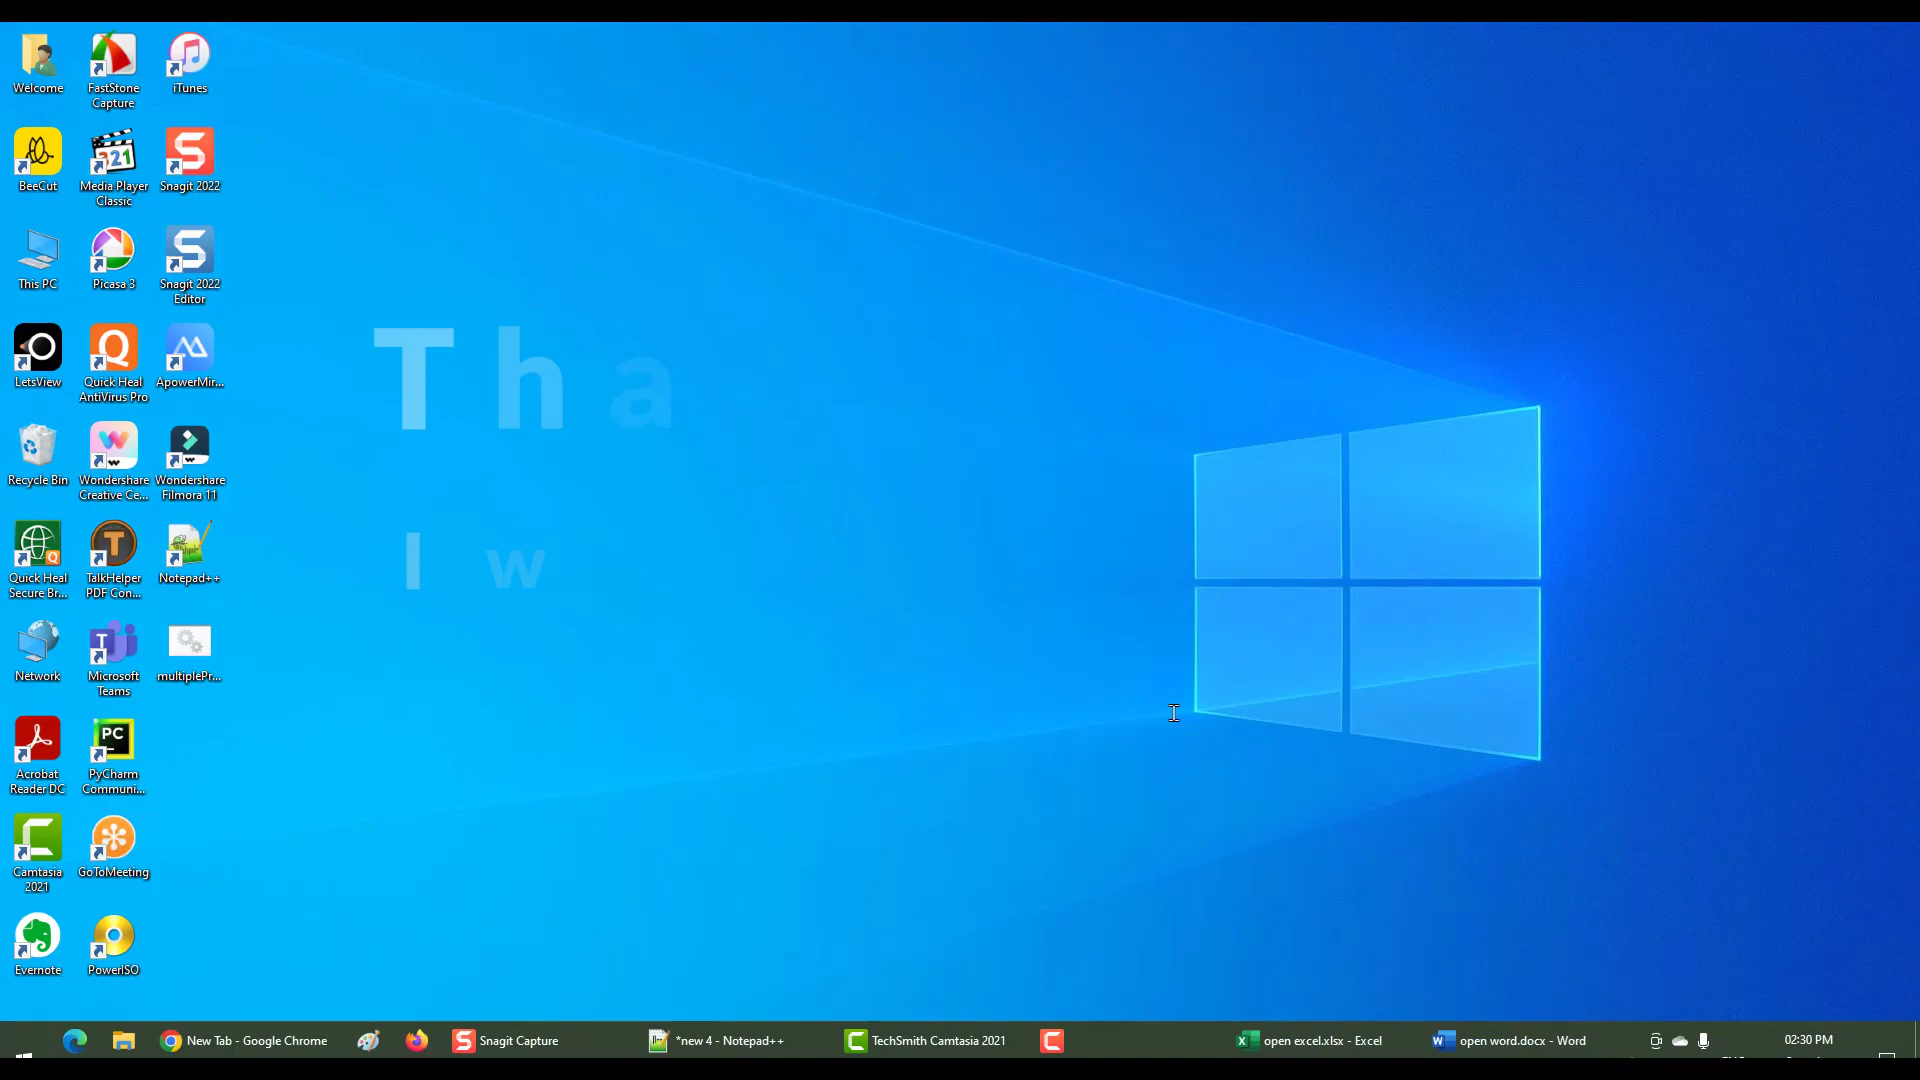 Welcome
FastStone
Capture
iTunes
BeeCut
321
Media Player
Classic
Snagit 2022
This PC
Picasa 3
Snagit 2022
Editor
LetsView
Quick Heal
AntiVirus Pro
ApowerMir...
T h a
Recycle Bin
Wondershare
Creative Ce...
Wondershare
Filmora 11
I w
Quick Heal
Secure Br...
TalkHelper
PDF Con...
Notepad++
Network
Microsoft
Teams
multiplePr...
Acrobat
Reader DC
PC
PyCharm
Communi...
Camtasia
2021
GoToMeeting
Evernote
PowerISO
New Tab - Google Chrome
Snagit Capture
*new 4 - Notepad++
TechSmith Camtasia 2021
open excel.xlsx - Excel
open word.docx - Word
02:30 PM